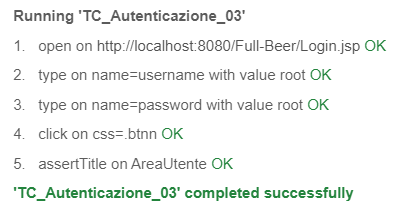 Running 'TC_Autenticazione_03'
1. open on http://localhost:8080/Full-Beer/Login.jsp OK
2. type on name=username with value root OK
3. type on name=password with value root OK
4. click on css=.btnn OK
5. assertTitle on AreaUtente OK
'TC_Autenticazione_03' completed successfully